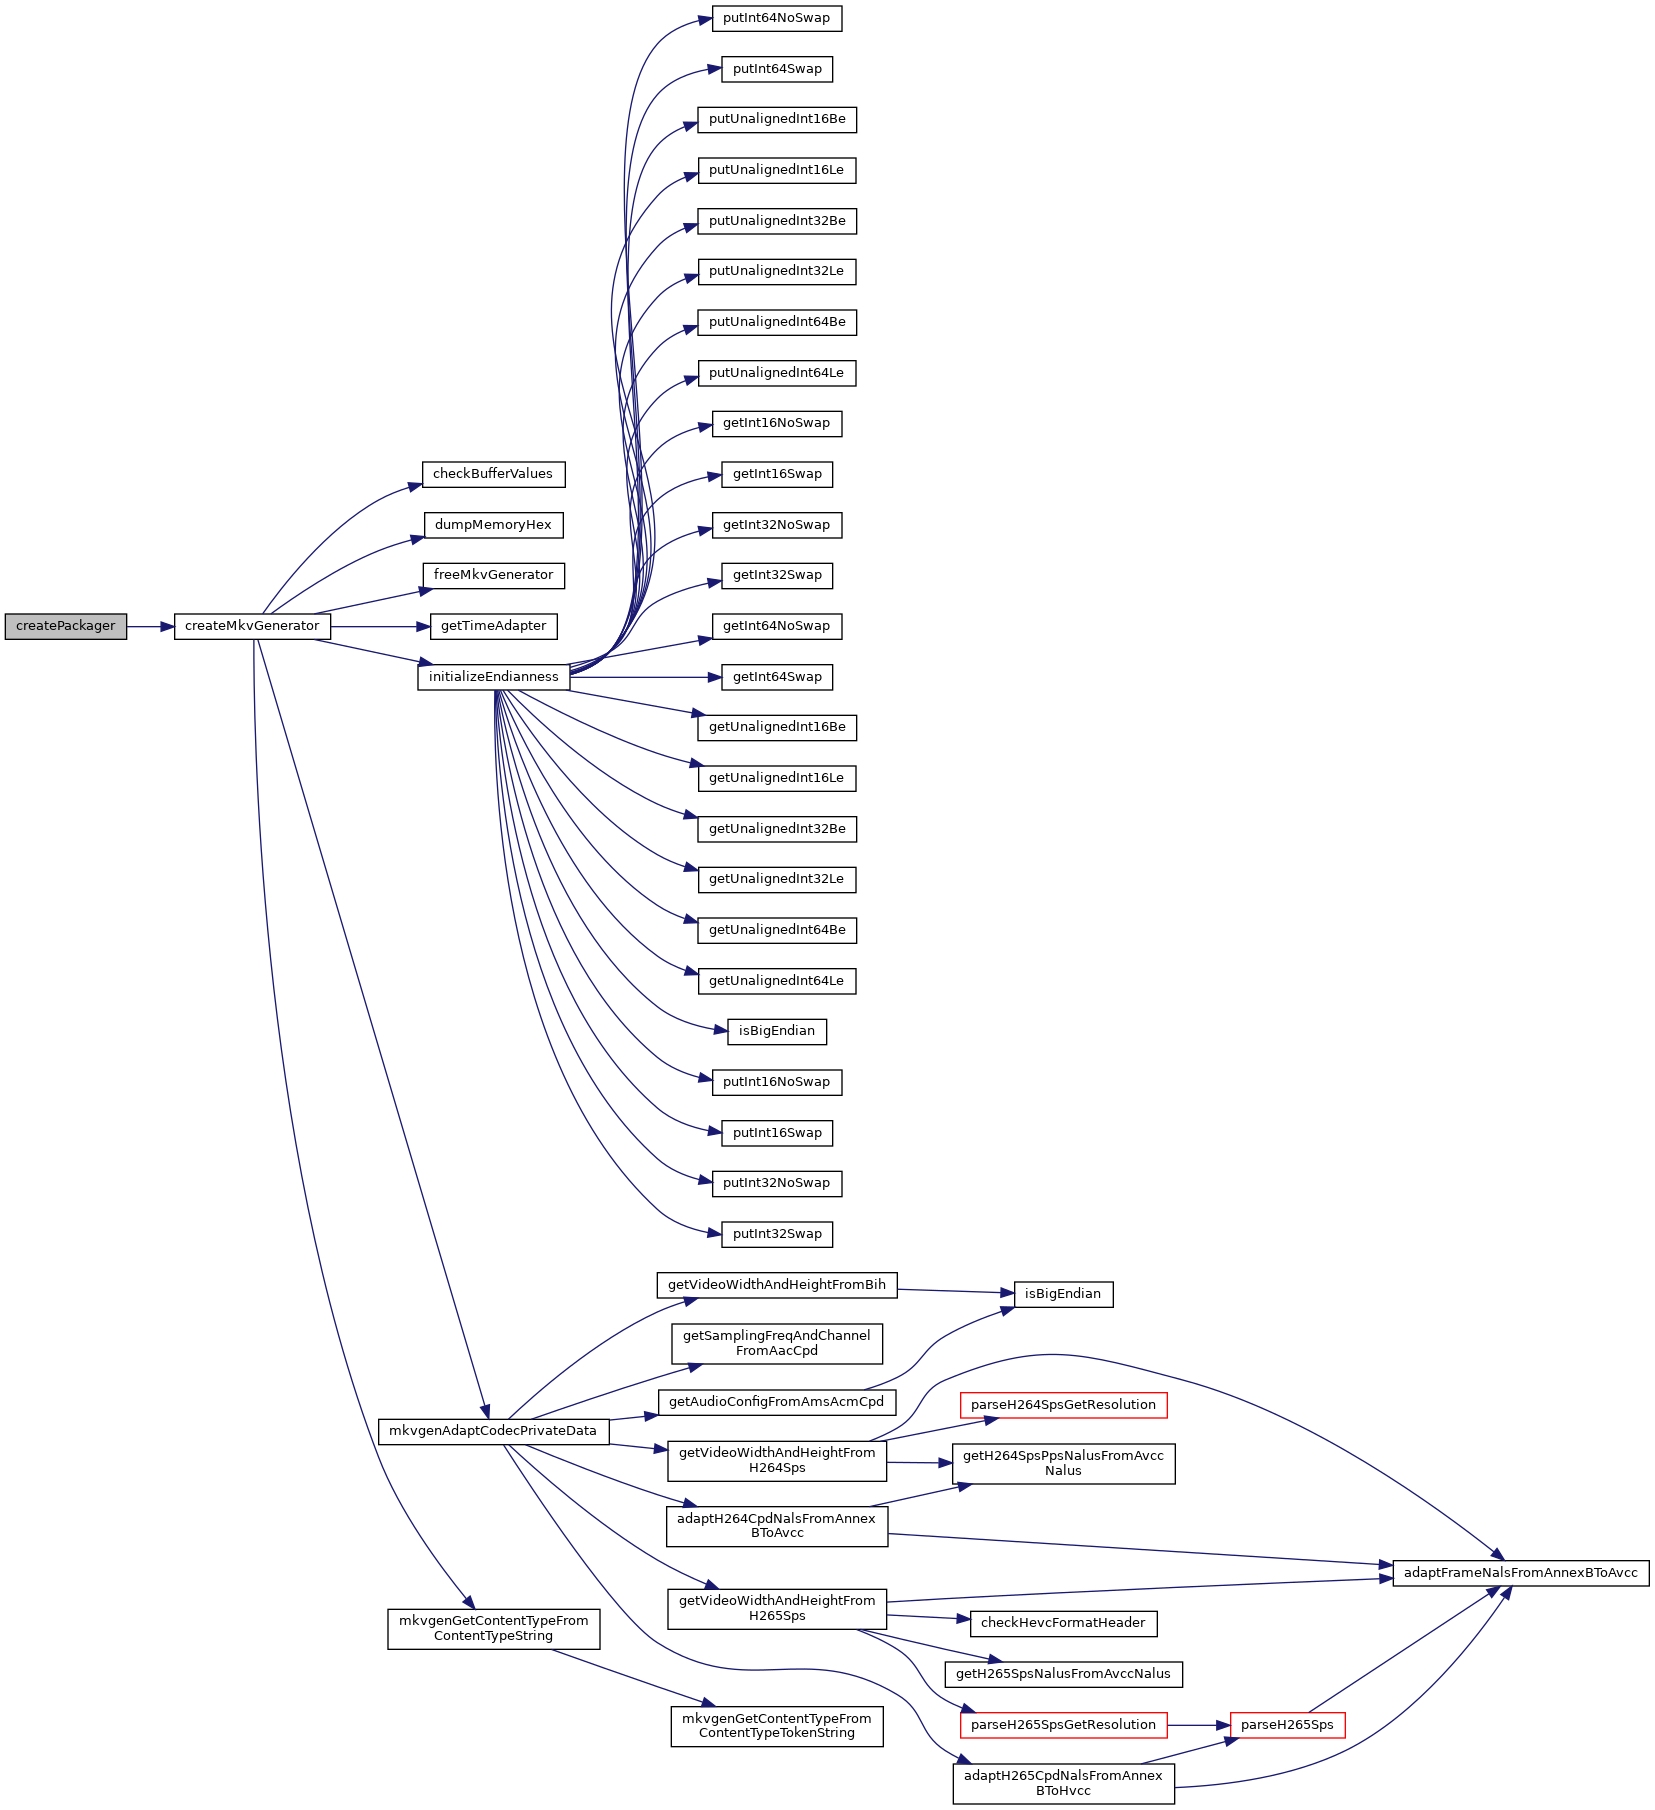 putInt64NoSwap
putInt64Swap
putUnalignedInt16Be
putUnalignedInt16Le
putUnalignedInt32Be
putUnalignedInt32Le
putUnalignedInt64Be
putUnalignedInt64Le
getInt16NoSwap
checkBufferValues
getInt16Swap
dumpMemoryHex
getInt32NoSwap
freeMkvGenerator
getInt32Swap
createPackager
createMkvGenerator
getTimeAdapter
getInt64NoSwap
initializeEndianness
getInt64Swap
getUnalignedInt16Be
getUnalignedInt16Le
getUnalignedInt32Be
getUnalignedInt32Le
getUnalignedInt64Be
getUnalignedInt64Le
isBigEndian
putInt16NoSwap
putInt16Swap
putInt32NoSwap
putInt32Swap
getVideoWidthAndHeightFromBih
isBigEndian
getSamplingFreqAndChannel
FromAacCpd
getAudioConfigFromAmsAcmCpd
parseH264SpsGetResolution
mkvgenAdaptCodecPrivateData
getVideoWidthAndHeightFrom
H264Sps
getH264SpsPpsNalusFromAvcc
Nalus
adaptH264CpdNalsFromAnnex
BToAvcc
adaptFrameNalsFromAnnexBToAvcc
getVideoWidthAndHeightFrom
H265Sps
checkHevcFormatHeader
mkvgenGetContentTypeFrom
ContentTypeString
getH265SpsNalusFromAvccNalus
mkvgenGetContentTypeFrom
ContentTypeTokenString
parseH265SpsGetResolution
parseH265Sps
adaptH265CpdNalsFromAnnex
BToHvcc